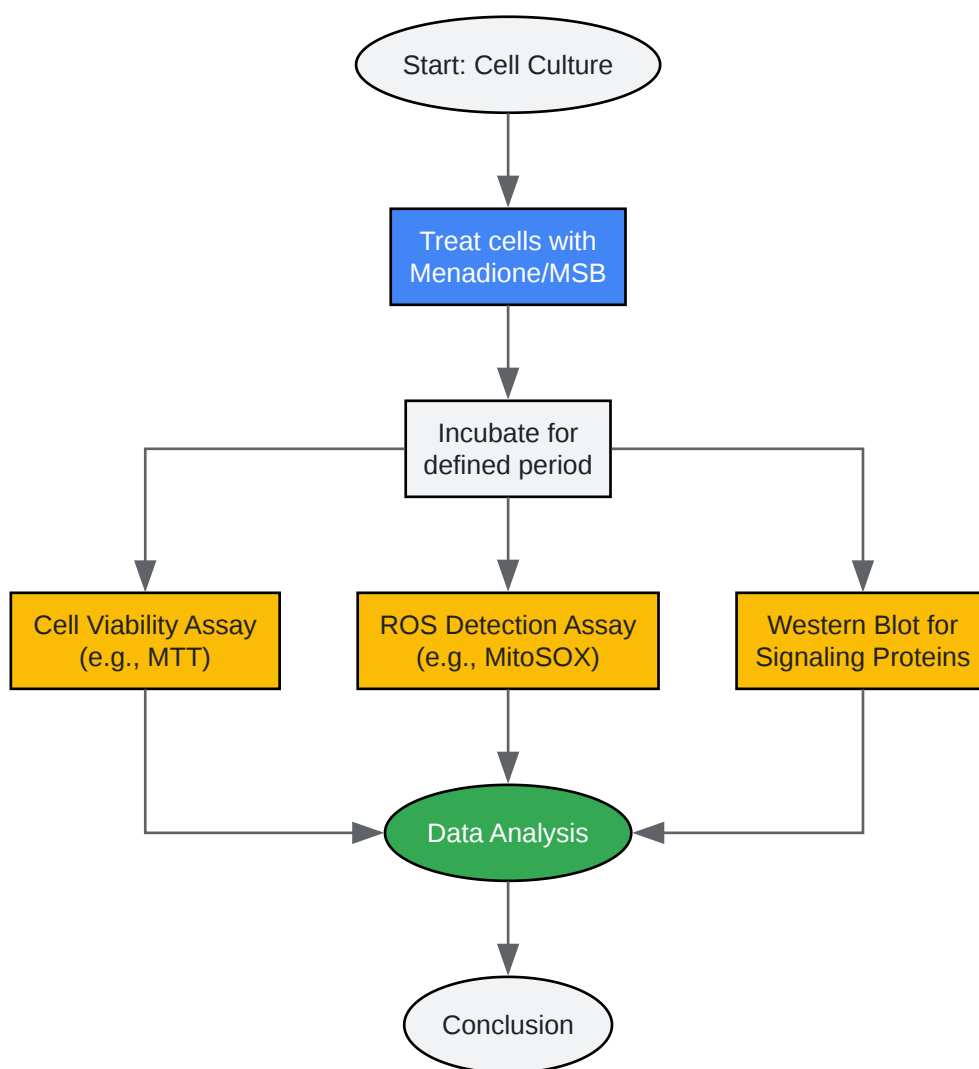 Start: Cell Culture
Treat cells with
Menadione/MSB
Incubate for
defined period
Cell Viability Assay
(e.g., MTT)
ROS Detection Assay
(e.g., MitoSOX)
Western Blot for
Signaling Proteins
Data Analysis
Conclusion